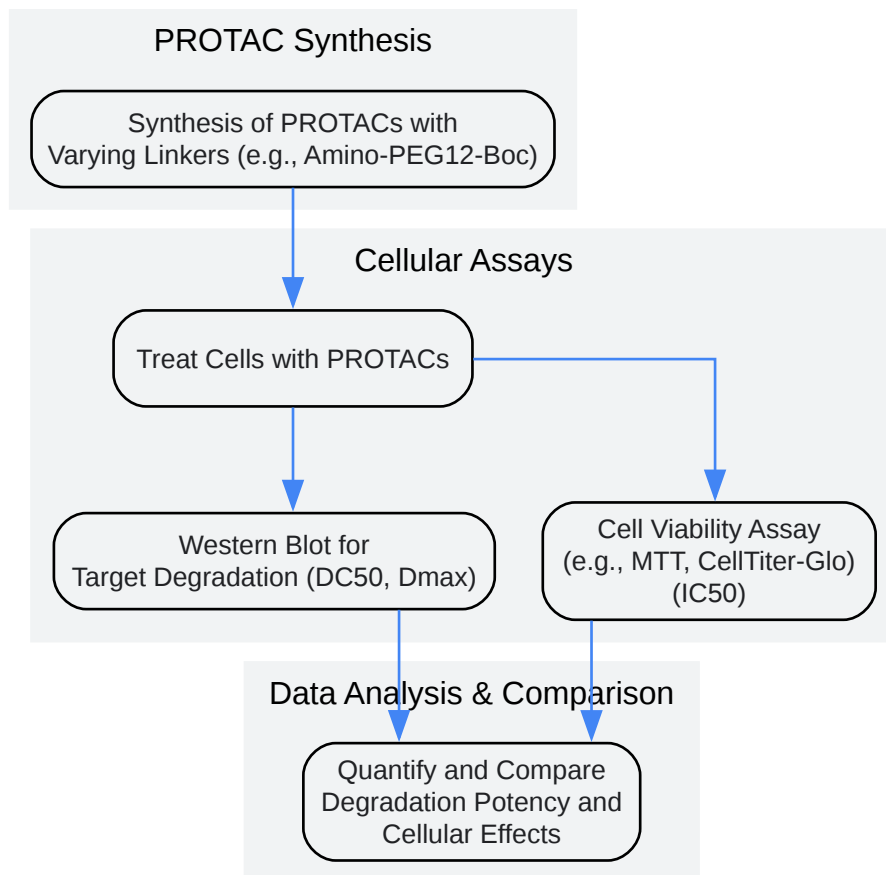 PROTAC Synthesis
Synthesis of PROTACs with
Varying Linkers (e.g., Amino-PEG12-Boc)
Cellular Assays
Treat Cells with PROTACs
Western Blot for
Target Degradation (DC50, Dmax)
Cell Viability Assay
(e.g., MTT, CellTiter-Glo)
(IC50)
Data Analysis & Comparison
Quantify and Compare
Degradation Potency and
Cellular Effects